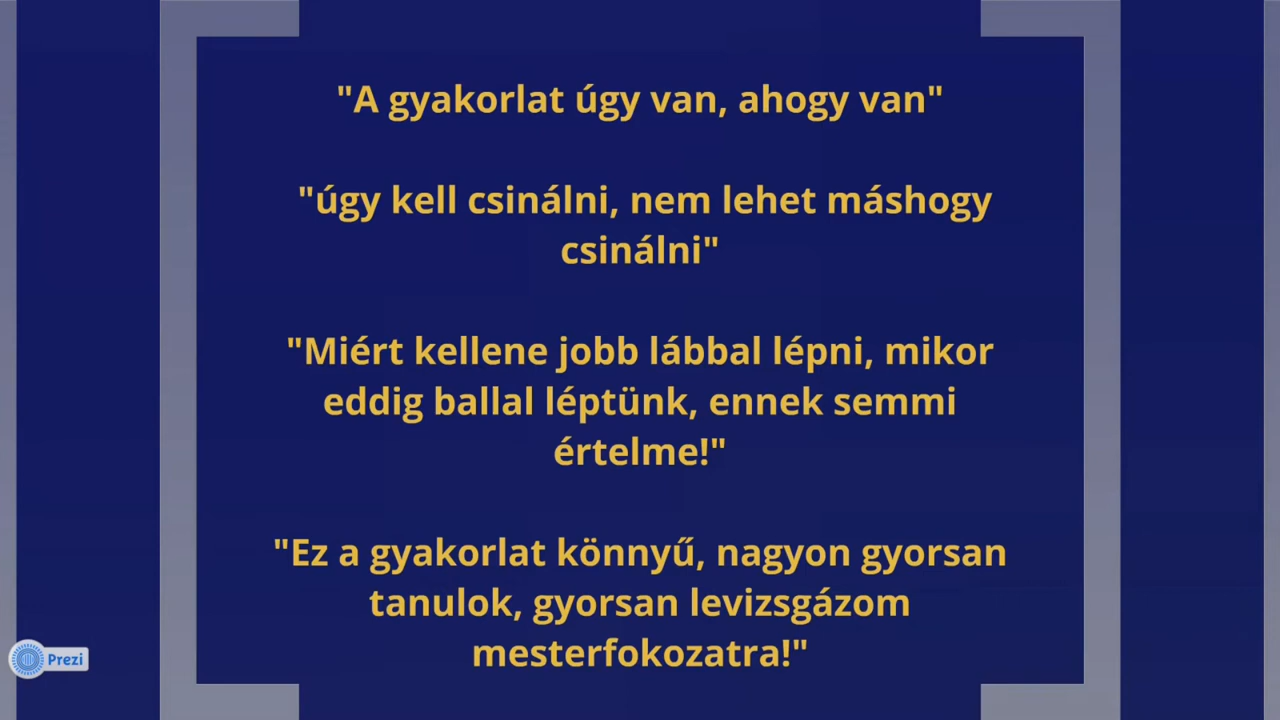 "A gyakorlat úgy van, ahogy van"
"úgy kell csinálni, nem lehet máshogy
csinálni"
"Miért kellene jobb lábbal lépni, mikor
eddig ballal léptünk, ennek semmi
értelme!"
"Ez a gyakorlat könnyű, nagyon gyorsan
tanulok, gyorsan levizsgázom
mesterfokozatra!"
Prezi